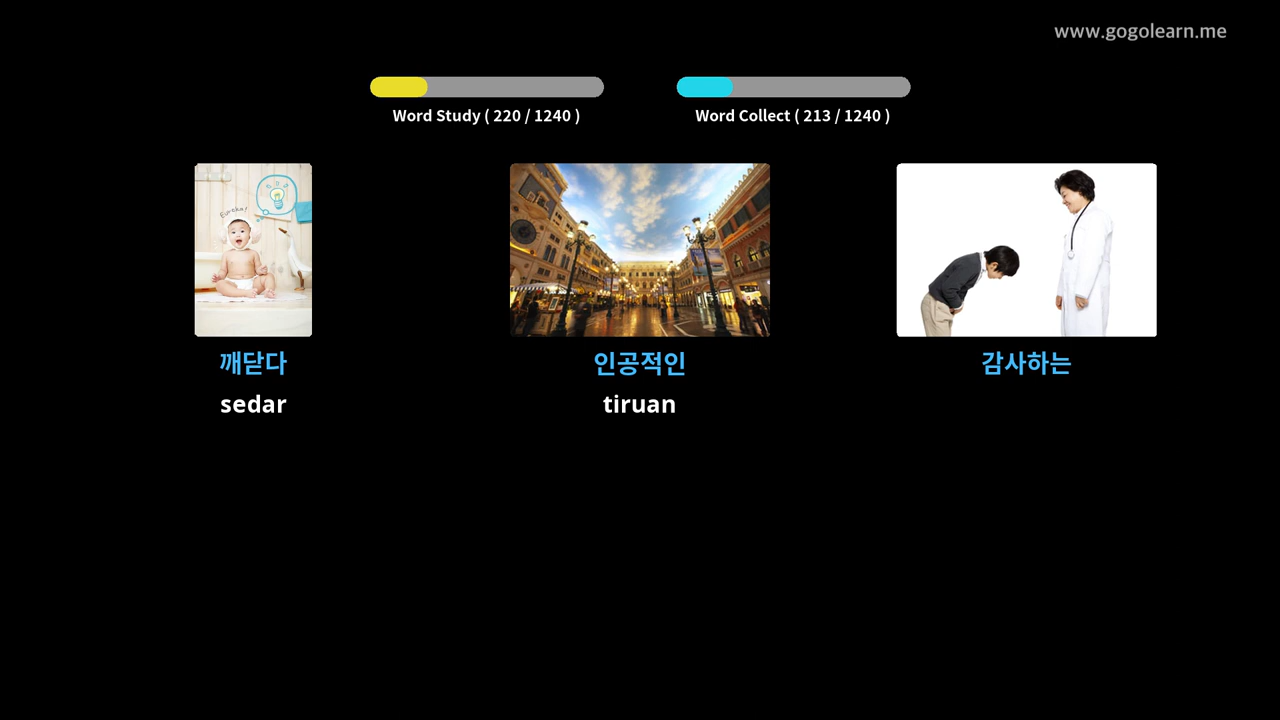 www.gogolearn.me
Word Study ( 220 / 1240 )
Word Collect ( 213 / 1240 )
Eureka!
깨닫다
인공적인
감사하는
sedar
tiruan